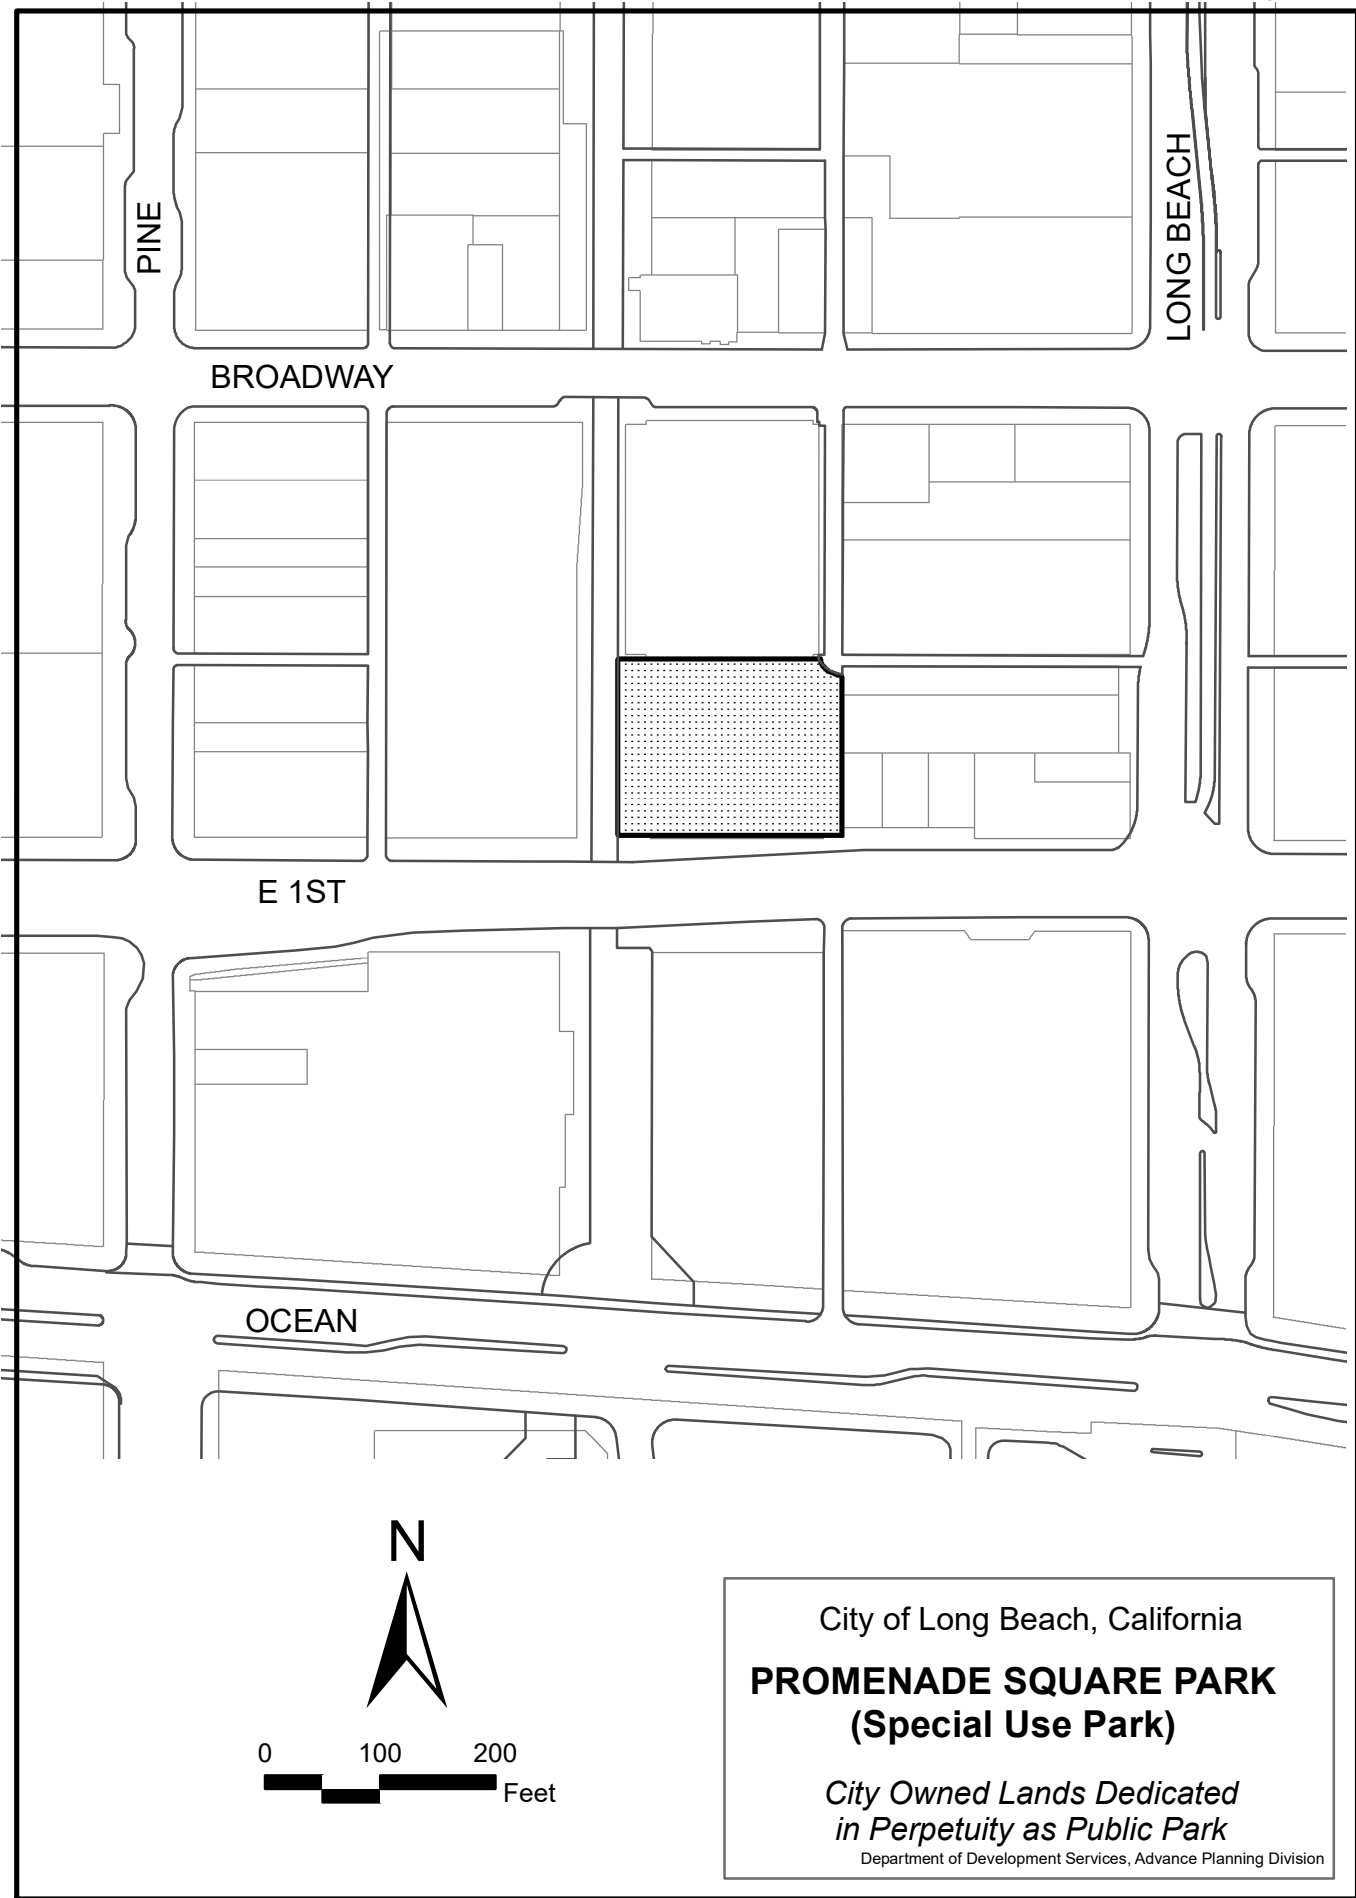 PINE
LONG BEACH
BROADWAY
E 1ST
OCEAN
N
0 100 200
Feet
City of Long Beach, California
PROMENADE SQUARE PARK
(Special Use Park)
City Owned Lands Dedicated
in Perpetuity as Public Park
Department of Development Services, Advance Planning Division